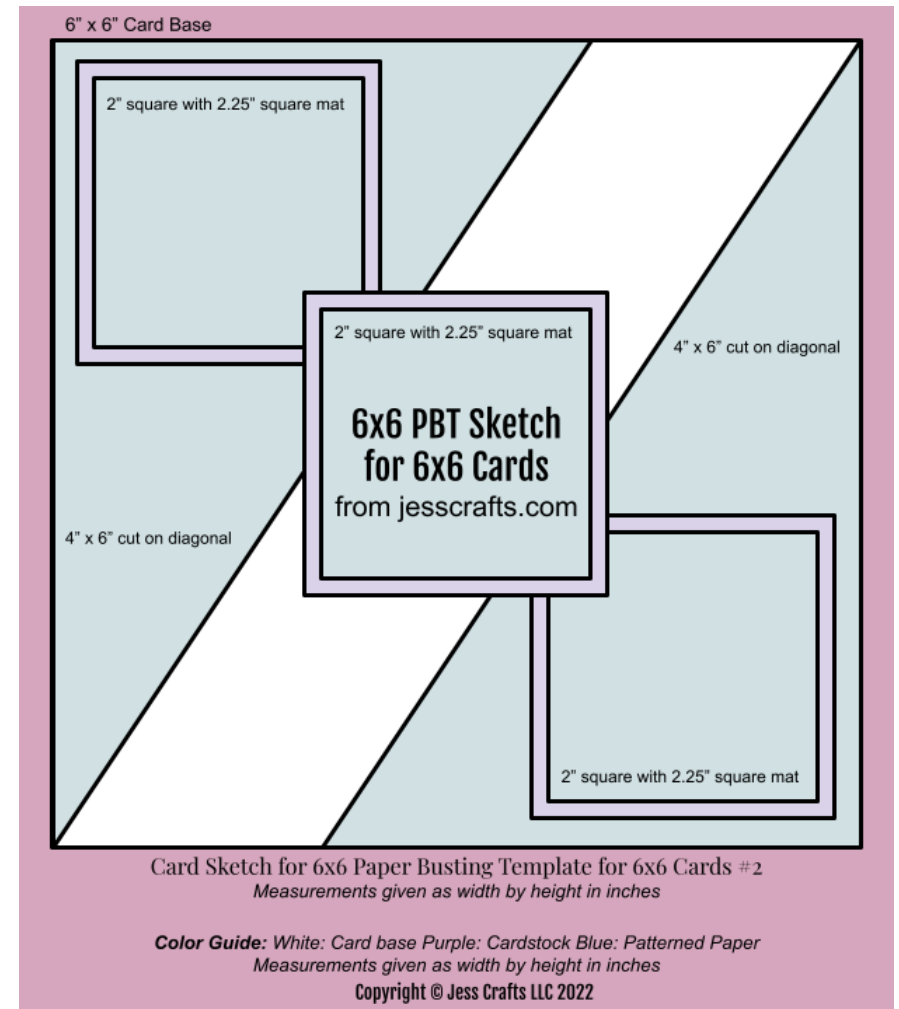 6” x 6” Card Base
2” square with 2.25” square mat
2” square with 2.25” square mat
4” x 6” cut on diagonal
6x6 PBT Sketch
for 6x6 Cards
from jesscrafts.com
4” x 6” cut on diagonal
2” square with 2.25” square mat
Card Sketch for 6x6 Paper Busting Template for 6x6 Cards #2
Measurements given as width by height in inches
Color Guide: White: Card base Purple: Cardstock Blue: Patterned Paper
Measurements given as width by height in inches
Copyright © Jess Crafts LLC 2022